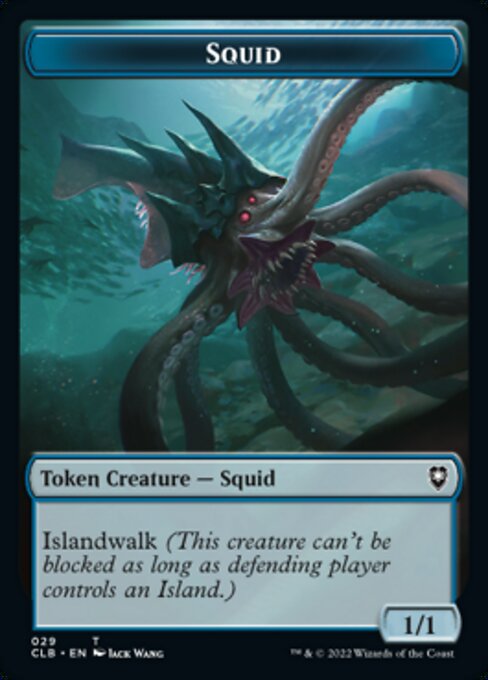 Squid
Token Creature — Squid
Islandwalk (This creature can't be
blocked as long as defending player
controls an Island.)
1/1
029 T
CLB • EN Jack Wang
™ & © 2022 Wizards of the Coast